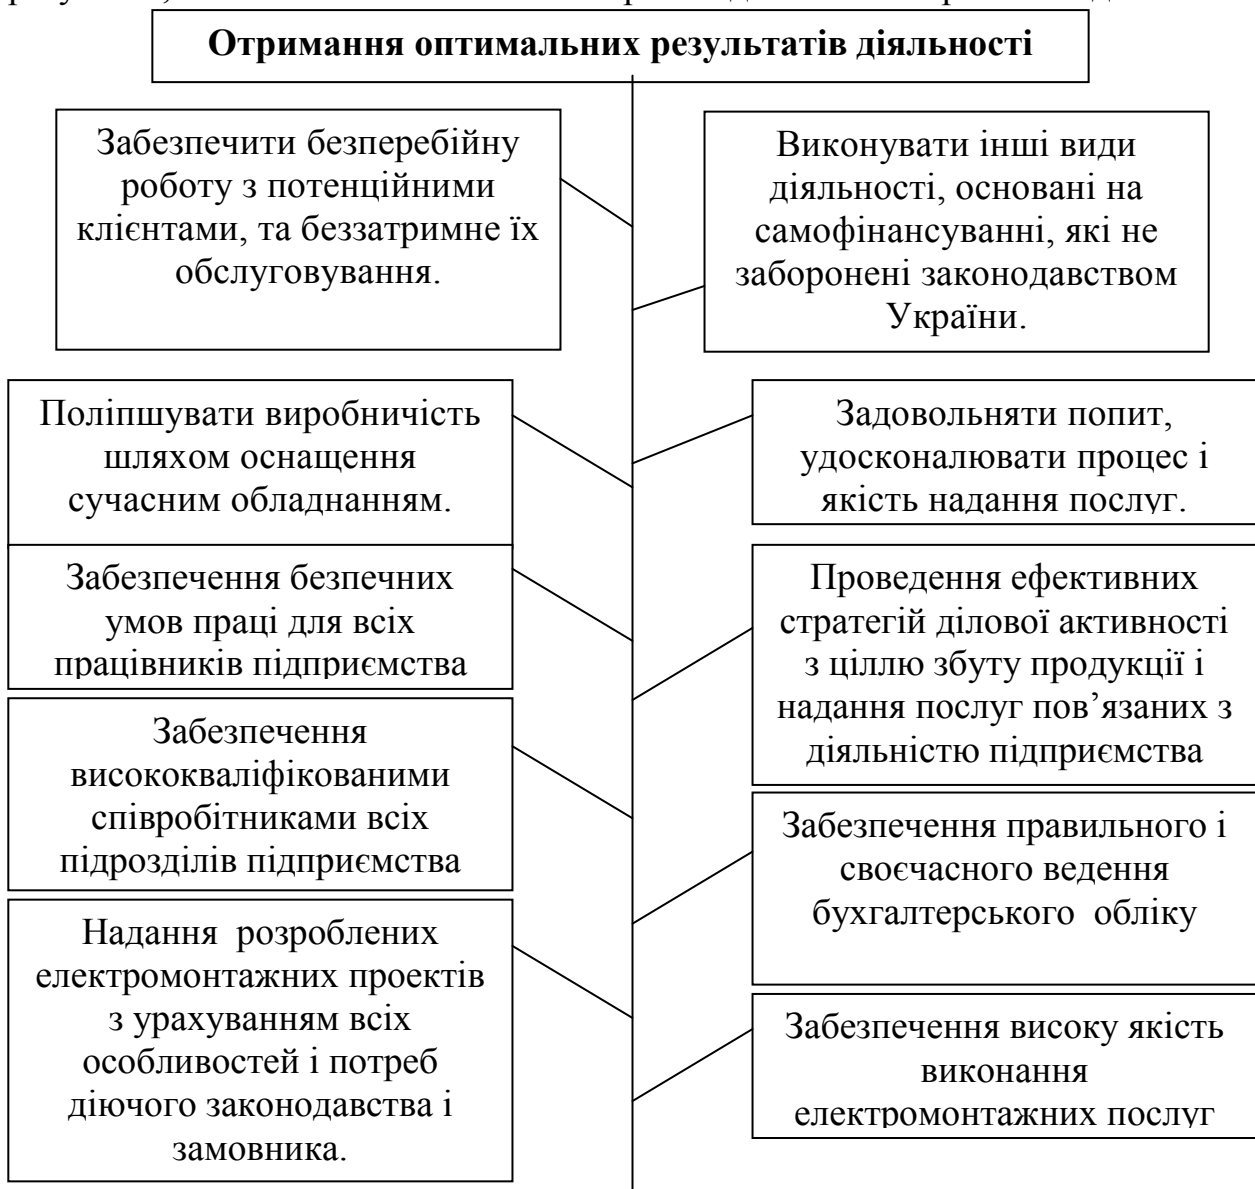 Отримання оптимальних результатів діяльності
Забезпечити безперебійну
роботу з потенційними
клієнтами, та беззатримне їх
обслуговування.
Виконувати інші види
діяльності, основані на
самофінансуванні, які не
заборонені законодавством
України.
Поліпшувати виробничість
шляхом оснащення
сучасним обладнанням.
Задовольняти попит,
удосконалювати процес і
якість надання послуг.
Забезпечення безпечних
умов праці для всіх
працівників підприємства
Проведення ефективних
стратегій ділової активності
з ціллю збуту продукції і
надання послуг пов’язаних з
діяльністю підприємства
Забезпечення
висококваліфікованими
співробітниками всіх
підрозділів підприємства
Забезпечення правильного і
своєчасного ведення
бухгалтерського  обліку
Надання  розроблених
електромонтажних проектів
з урахуванням всіх
особливостей і потреб
діючого законодавства і
замовника.
Забезпечення високу якість
виконання
електромонтажних послуг